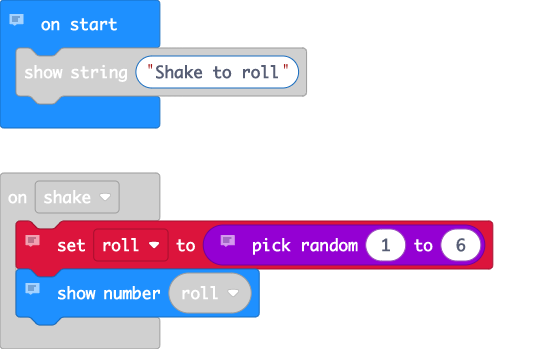 on start
show string "Shake to roll"
on shake
set roll to pick random 1 to 6
show number roll